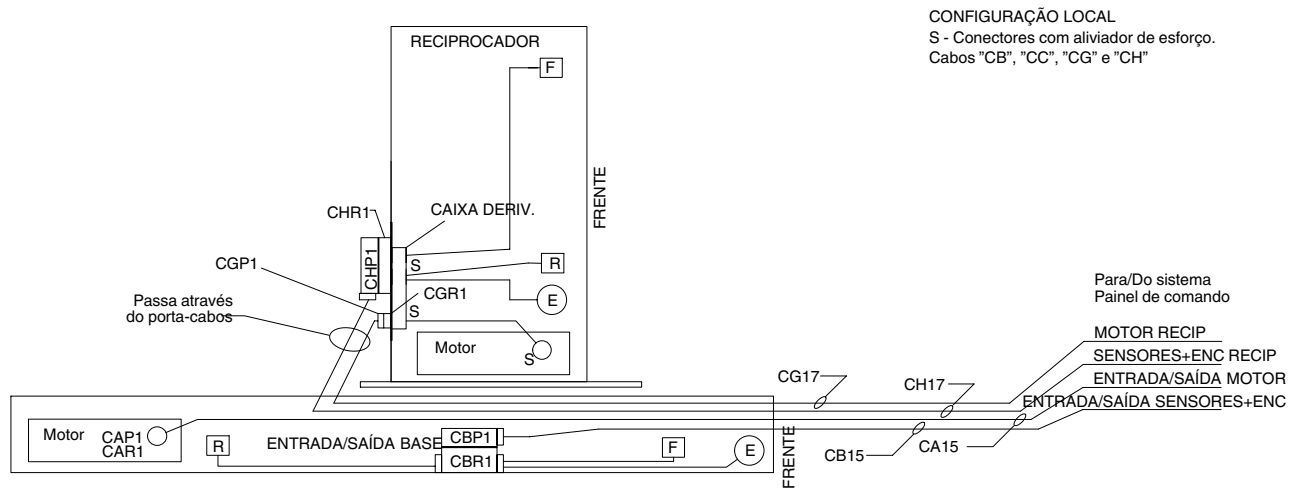 CONFIGURAÇÃO LOCAL
S - Conectores com aliviador de esforço.
Cabos ”CB”, ”CC”, ”CG” e ”CH”
RECIPROCADOR
F
FRENTE
CHR1
CAIXA DERIV.
CHP1
S
R
CGP1
CGR1
E
Passa através
do porta-cabos
S
Motor
S
Para/Do sistema
Painel de comando
MOTOR RECIP
SENSORES+ENC RECIP
ENTRADA/SAÍDA MOTOR
ENTRADA/SAÍDA SENSORES+ENC
CG17
CH17
CB15
CA15
Motor
CAP1
CAR1
R
ENTRADA/SAÍDA BASE
CBP1
CBR1
F
E
FRENTE